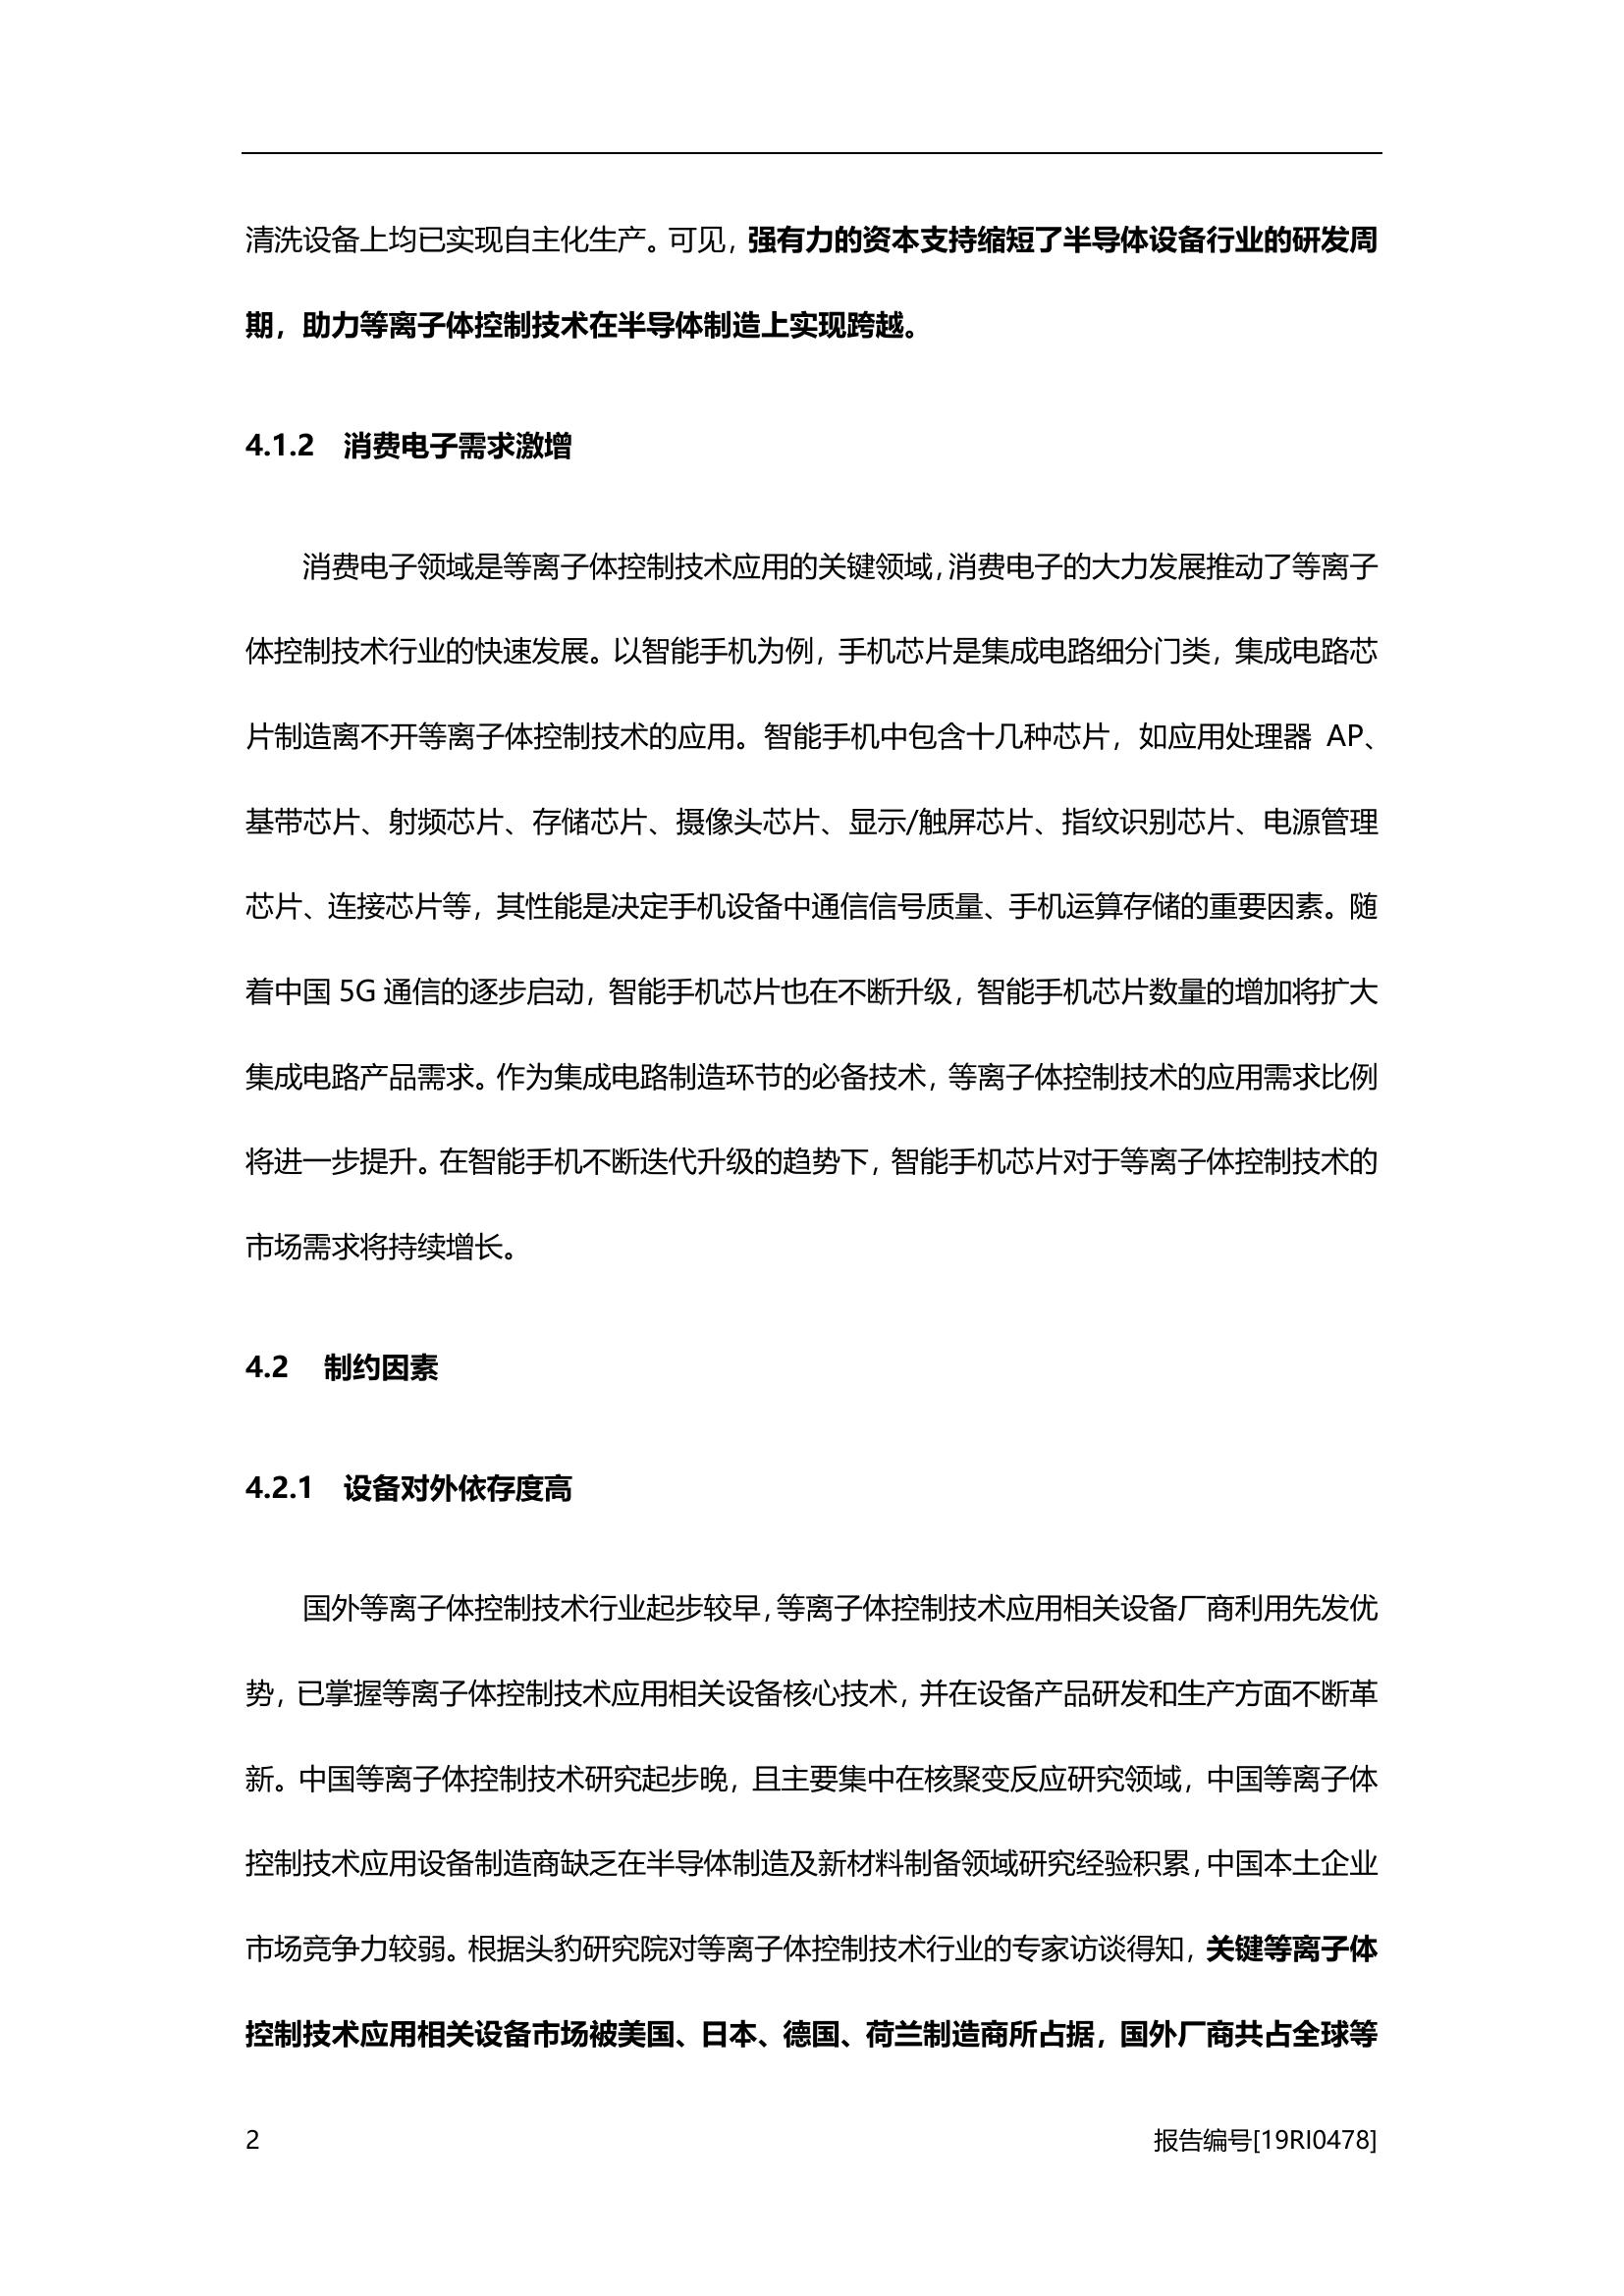 清洗设备上均已实现自主化生产。可见，强有力的资本支持缩短了半导体设备行业的研发周
期，助力等离子体控制技术在半导体制造上实现跨越。
4.1.2 消费电子需求激增
消费电子领域是等离子体控制技术应用的关键领域，消费电子的大力发展推动了等离子
体控制技术行业的快速发展。以智能手机为例，手机芯片是集成电路细分门类，集成电路芯
片制造离不开等离子体控制技术的应用。智能手机中包含十几种芯片，如应用处理器 AP、
基带芯片、射频芯片、存储芯片、摄像头芯片、显示/触屏芯片、指纹识别芯片、电源管理
芯片、连接芯片等，其性能是决定手机设备中通信信号质量、手机运算存储的重要因素。随
着中国 5G 通信的逐步启动，智能手机芯片也在不断升级，智能手机芯片数量的增加将扩大
集成电路产品需求。作为集成电路制造环节的必备技术，等离子体控制技术的应用需求比例
将进一步提升。在智能手机不断迭代升级的趋势下，智能手机芯片对于等离子体控制技术的
市场需求将持续增长。
4.2 制约因素
4.2.1 设备对外依存度高
国外等离子体控制技术行业起步较早，等离子体控制技术应用相关设备厂商利用先发优
势，已掌握等离子体控制技术应用相关设备核心技术，并在设备产品研发和生产方面不断革
新。中国等离子体控制技术研究起步晚，且主要集中在核聚变反应研究领域，中国等离子体
控制技术应用设备制造商缺乏在半导体制造及新材料制备领域研究经验积累，中国本土企业
市场竞争力较弱。根据头豹研究院对等离子体控制技术行业的专家访谈得知，关键等离子体
控制技术应用相关设备市场被美国、日本、德国、荷兰制造商所占据，国外厂商共占全球等
2
报告编号[19RI0478]